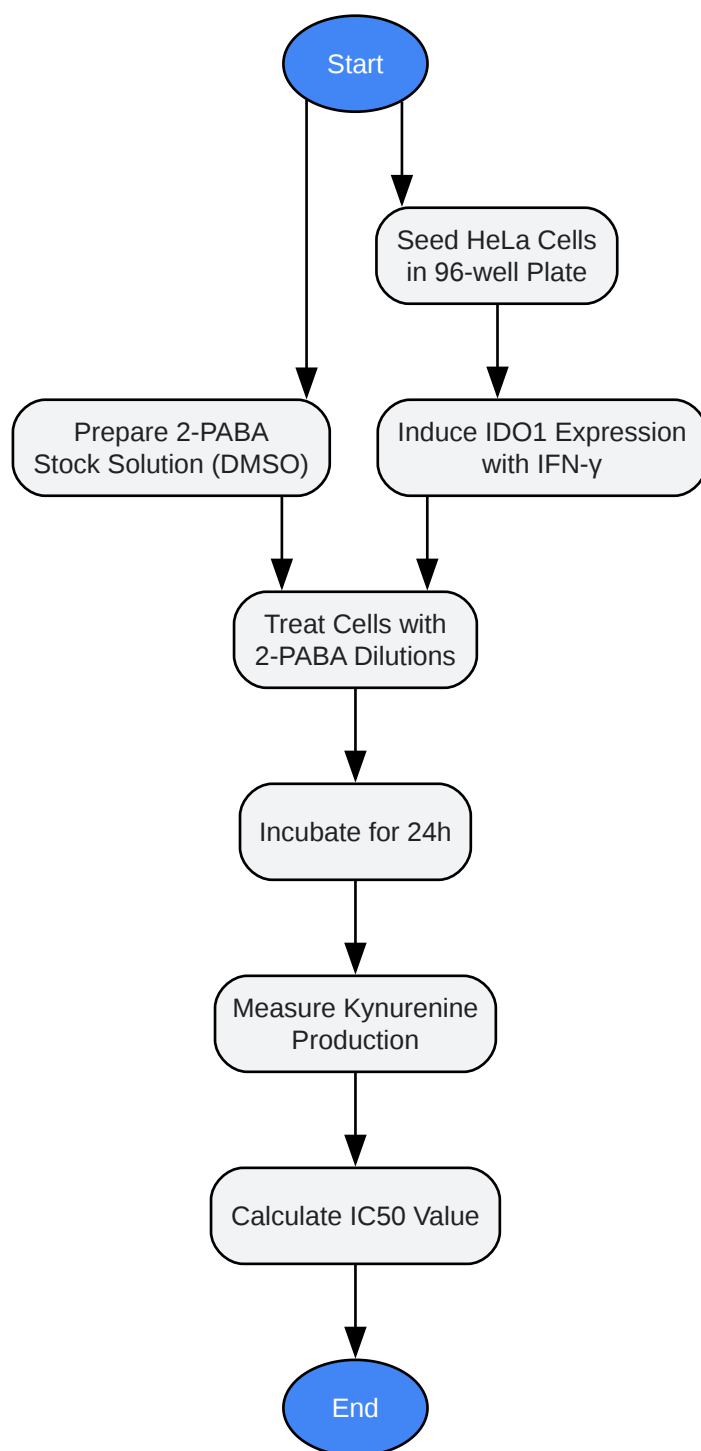 Start
Seed HeLa Cells
in 96-well Plate
Prepare 2-PABA
Stock Solution (DMSO)
Induce IDO1 Expression
with IFN-γ
Treat Cells with
2-PABA Dilutions
Incubate for 24h
Measure Kynurenine
Production
Calculate IC50 Value
End